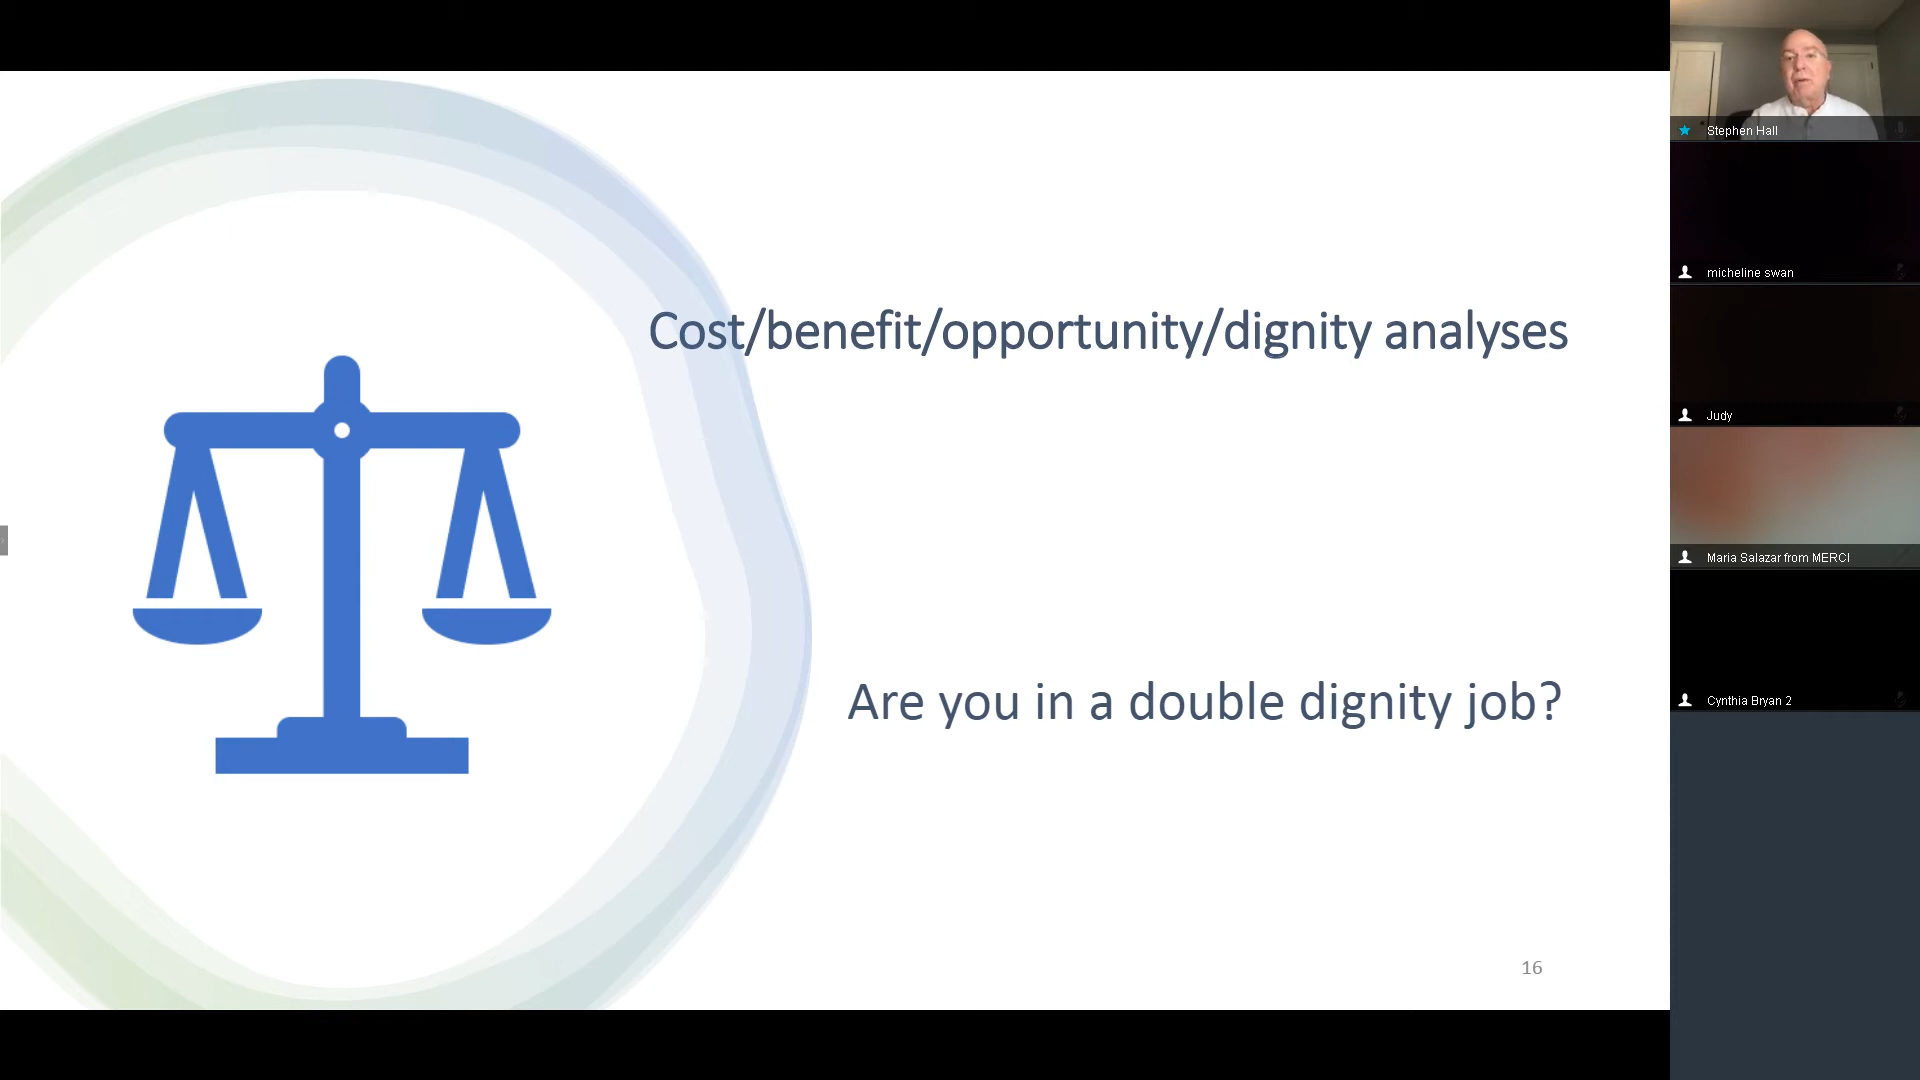 Cost/benefit/opportunity/dignity analyses
Are you in a double dignity job?
16
Stephen Hall
micheline swan
Judy
Maria Salazar from MERCI
Cynthia Bryan 2